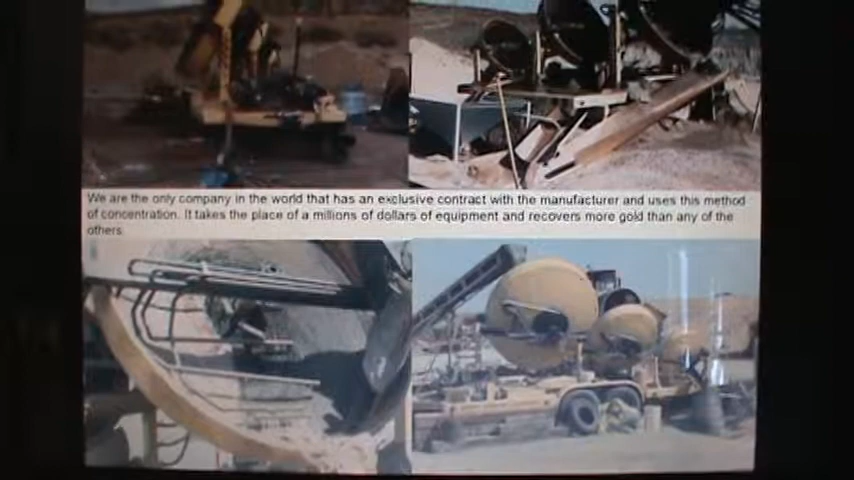 We are the only company in the world that has an exclusive contract with the manufacturer and uses this method
of concentration. It takes the place of a millions of dollars of equipment and recovers more gold than any of the
others.